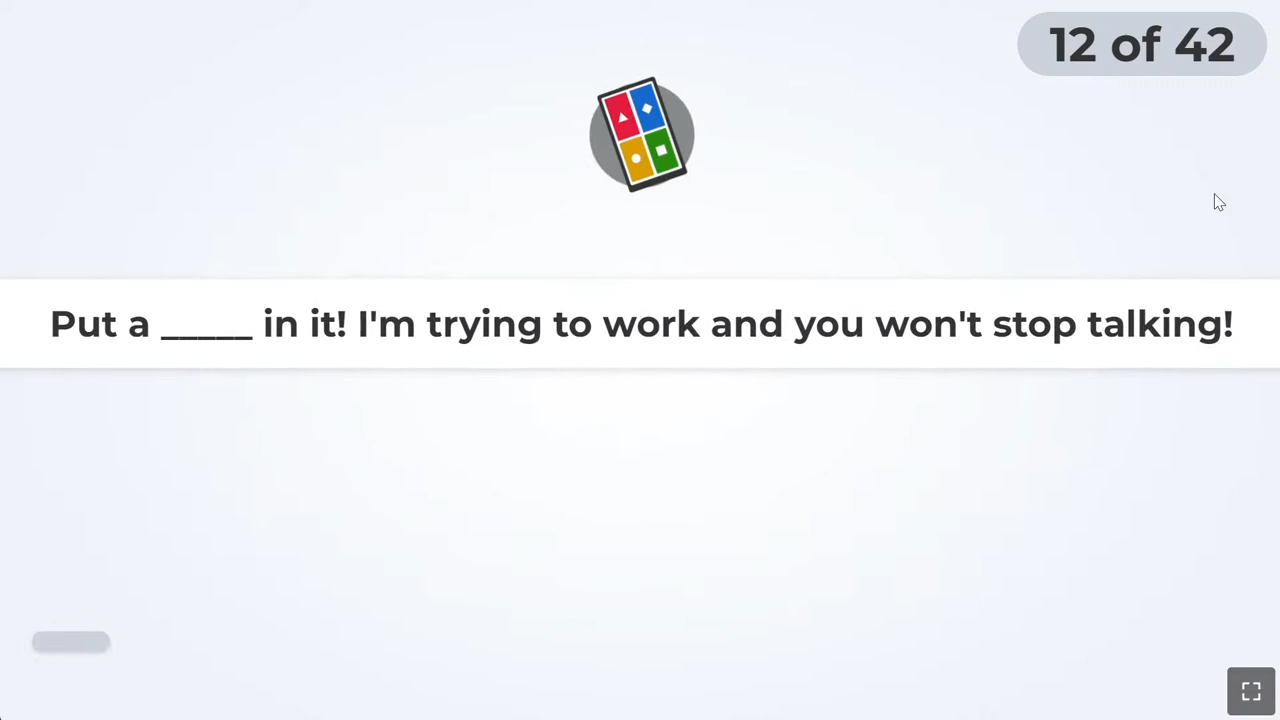 12 of 42
Put a _____ in it! I'm trying to work and you won't stop talking!